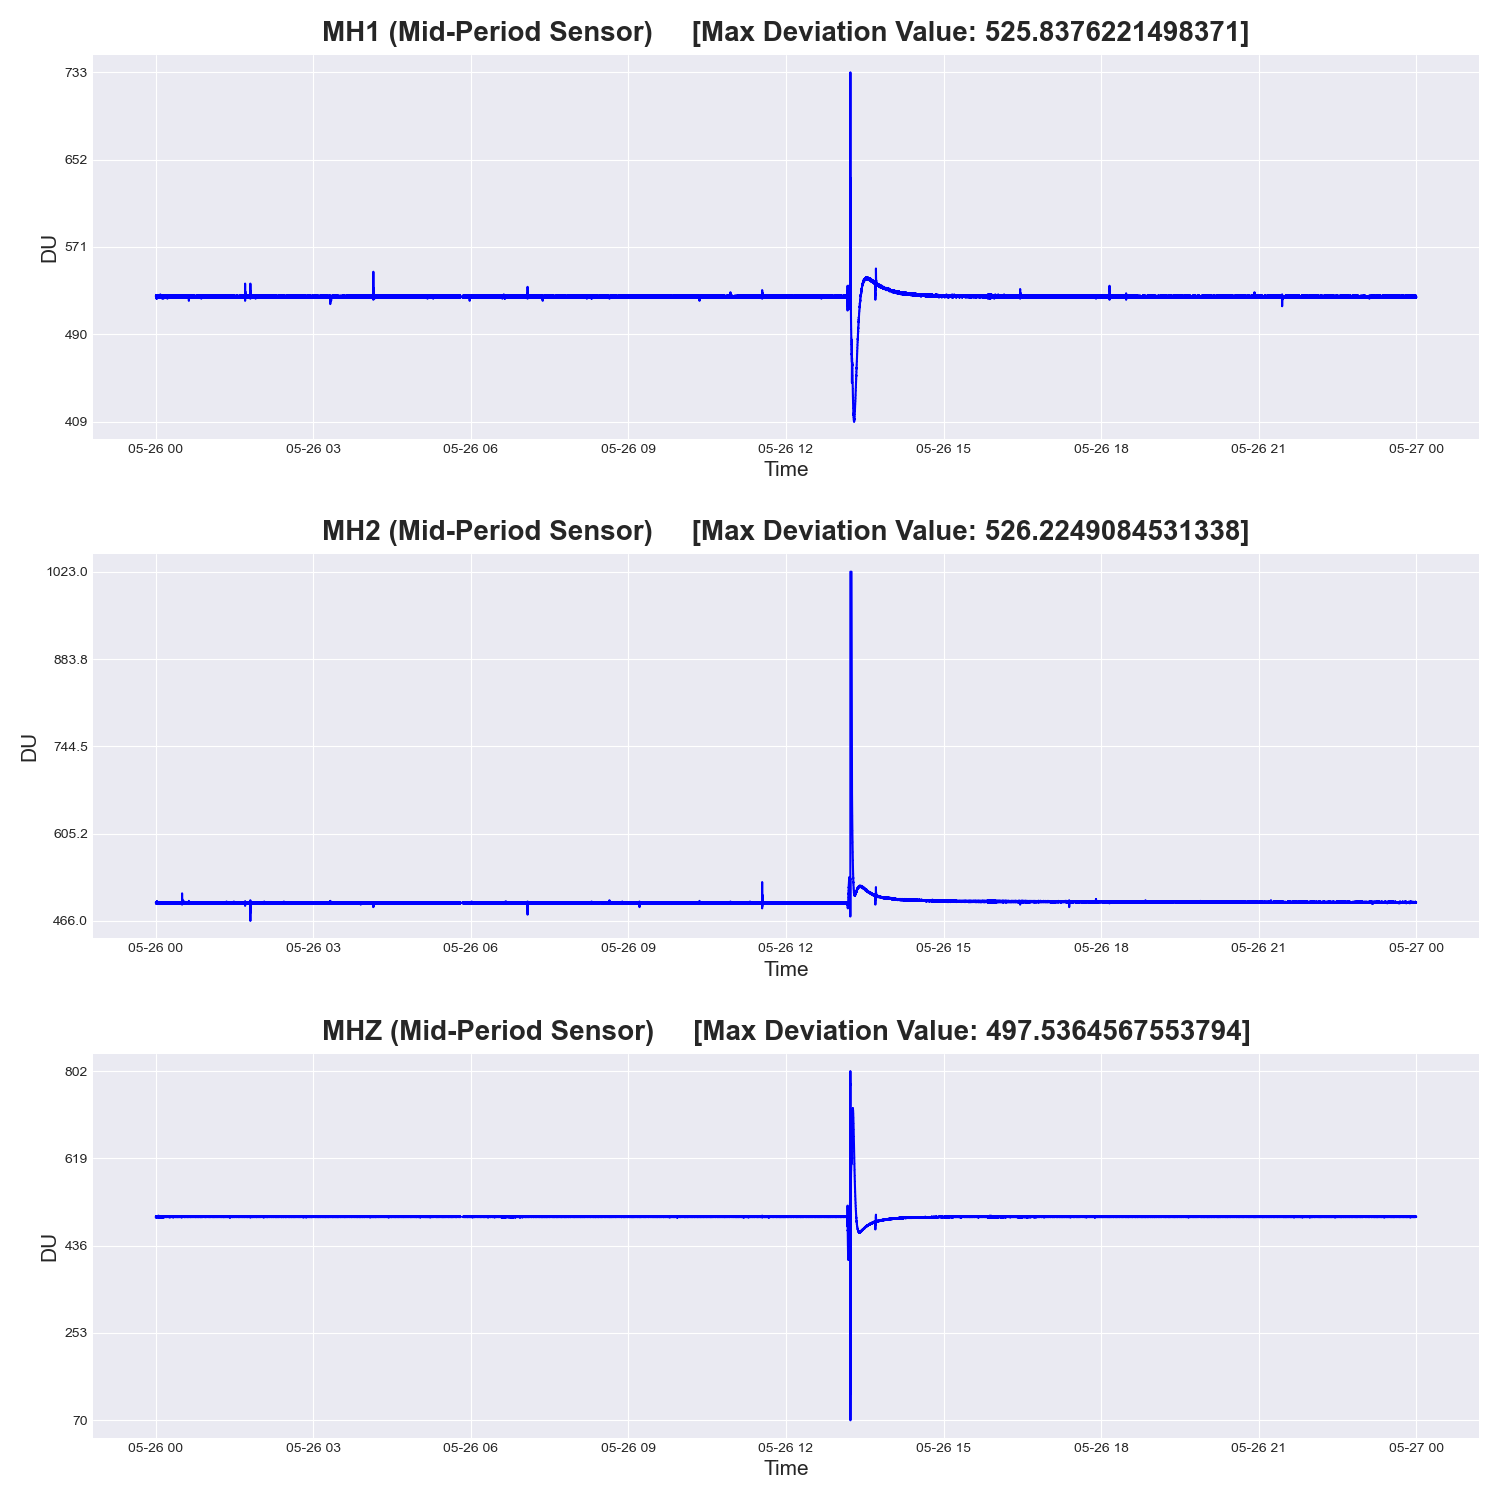 MH1 (Mid-Period Sensor) [Max Deviation Value: 525.8376221498371]
733
652
571
490
409
DU
05-26 00 05-26 03 05-26 06 05-26 09 05-26 12 05-26 15 05-26 18 05-26 21 05-27 00
Time
MH2 (Mid-Period Sensor) [Max Deviation Value: 526.2249084531338]
1023.0
883.8
744.5
605.2
466.0
DU
05-26 00 05-26 03 05-26 06 05-26 09 05-26 12 05-26 15 05-26 18 05-26 21 05-27 00
Time
MHZ (Mid-Period Sensor) [Max Deviation Value: 497.5364567553794]
802
619
436
253
70
DU
05-26 00 05-26 03 05-26 06 05-26 09 05-26 12 05-26 15 05-26 18 05-26 21 05-27 00
Time